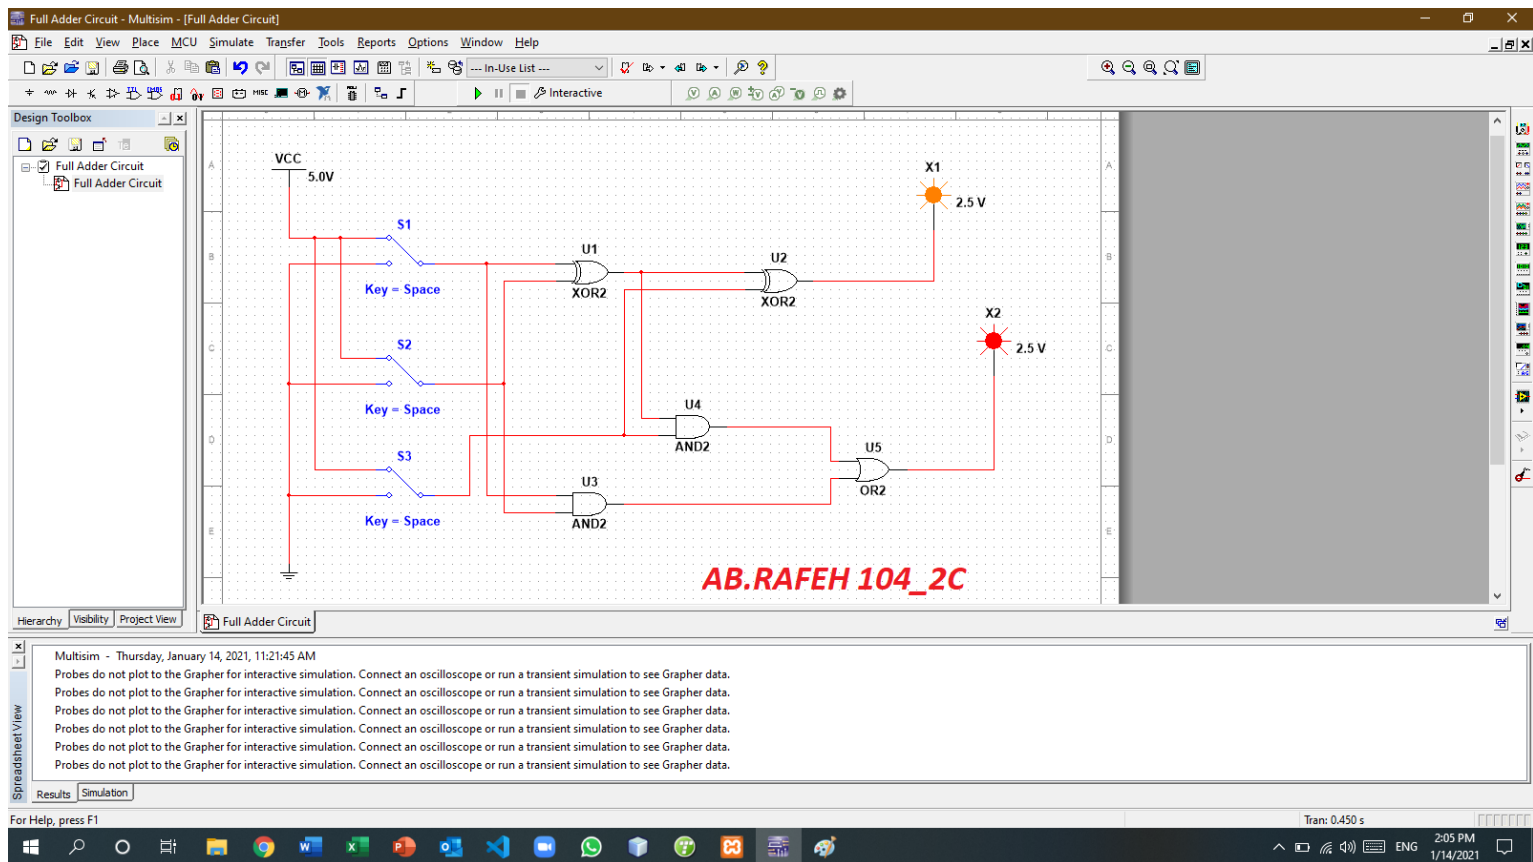 Full Adder Circuit - Multisim - [Full Adder Circuit]
File Edit View Place MCU Simulate Transfer Tools Reports Options Window Help
--- In-Use List ---
MISC Interactive
Design Toolbox
Full Adder Circuit
Full Adder Circuit
A
B
C
D
E
VCC
5.0V
S1
Key = Space
S2
Key = Space
S3
Key = Space
U1
XOR2
U2
XOR2
U4
AND2
U3
AND2
U5
OR2
X1
2.5 V
X2
2.5 V
A
B
C
D
E
AB.RAFEH 104_2C
Hierarchy Visibility Project View
Full Adder Circuit
Spreadsheet View
Multisim - Thursday, January 14, 2021, 11:21:45 AM
Probes do not plot to the Grapher for interactive simulation. Connect an oscilloscope or run a transient simulation to see Grapher data.
Probes do not plot to the Grapher for interactive simulation. Connect an oscilloscope or run a transient simulation to see Grapher data.
Probes do not plot to the Grapher for interactive simulation. Connect an oscilloscope or run a transient simulation to see Grapher data.
Probes do not plot to the Grapher for interactive simulation. Connect an oscilloscope or run a transient simulation to see Grapher data.
Probes do not plot to the Grapher for interactive simulation. Connect an oscilloscope or run a transient simulation to see Grapher data.
Probes do not plot to the Grapher for interactive simulation. Connect an oscilloscope or run a transient simulation to see Grapher data.
Results Simulation
For Help, press F1
Tran: 0.450 s
ENG
2:05 PM
1/14/2021